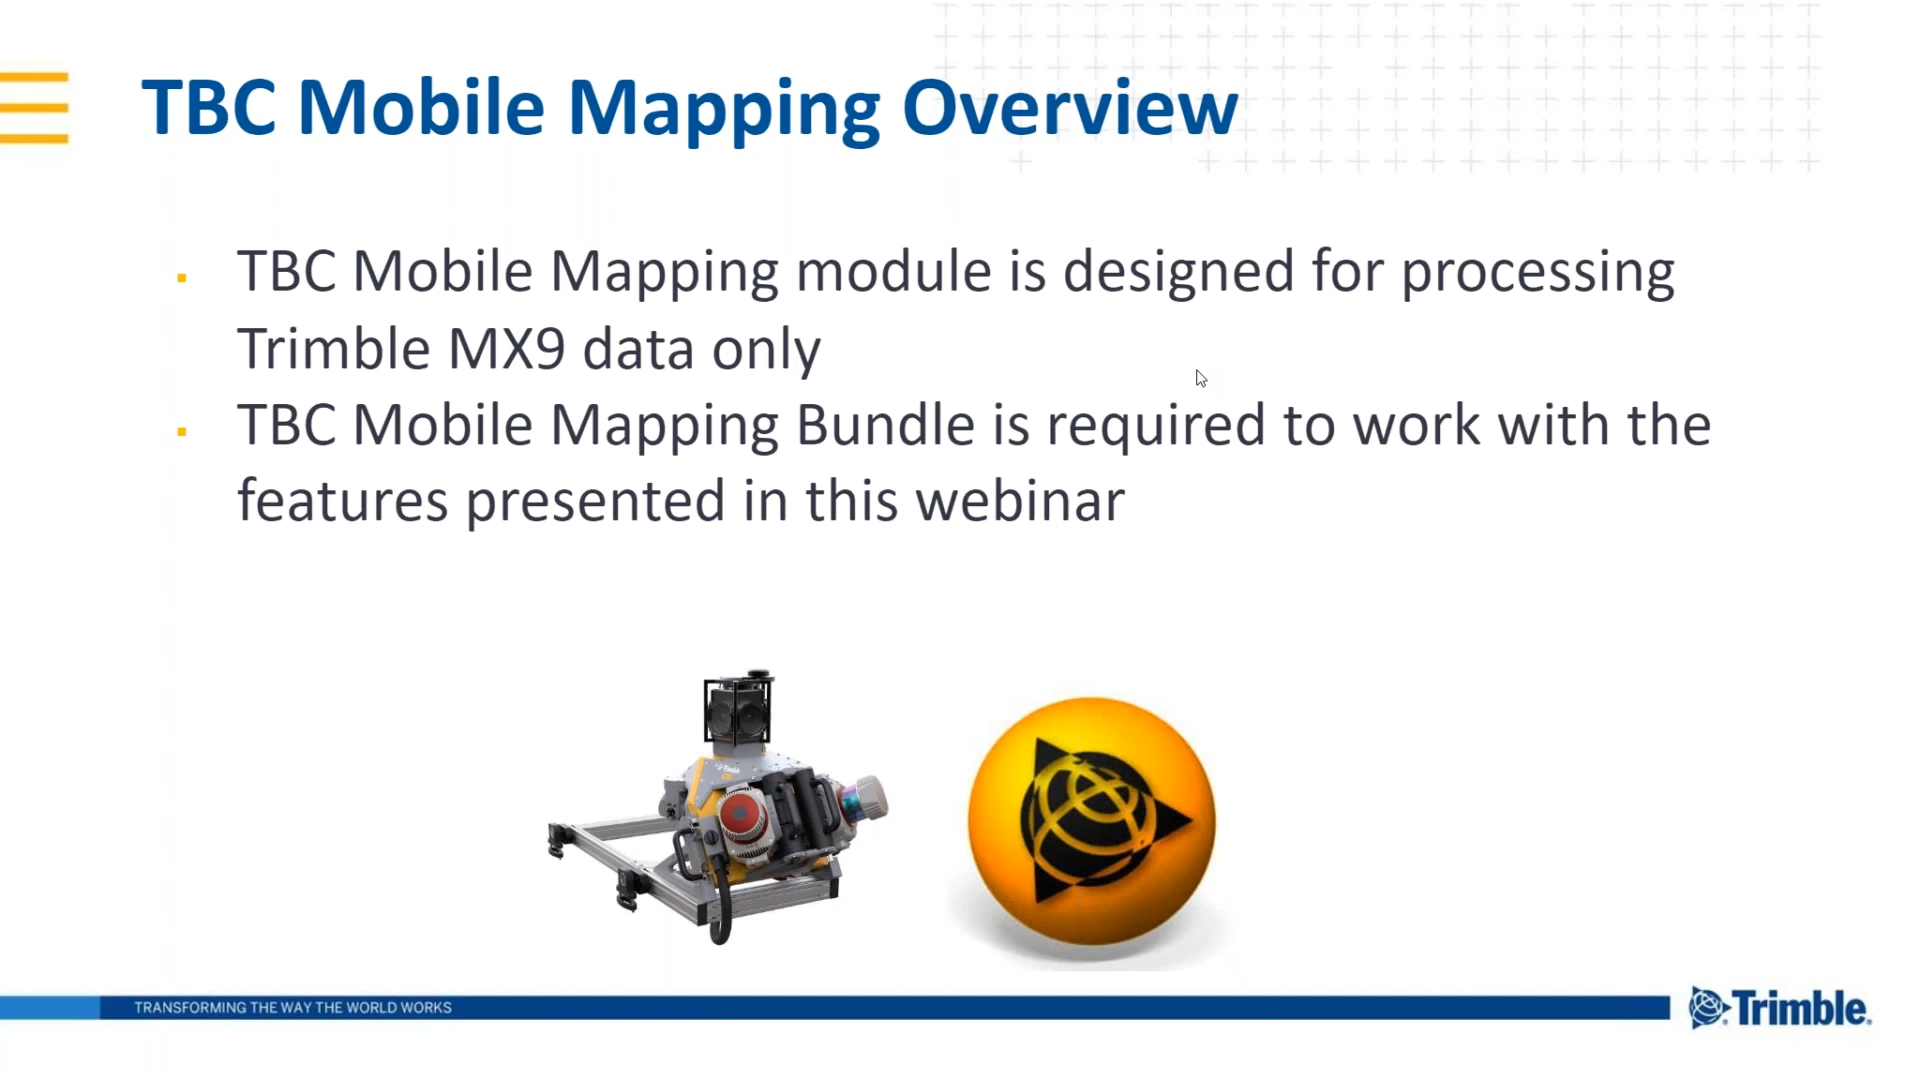 TBC Mobile Mapping Overview
TBC Mobile Mapping module is designed for processing
Trimble MX9 data only
TBC Mobile Mapping Bundle is required to work with the
features presented in this webinar
Trimble
TRANSFORMING THE WAY THE WORLD WORKS
Trimble.